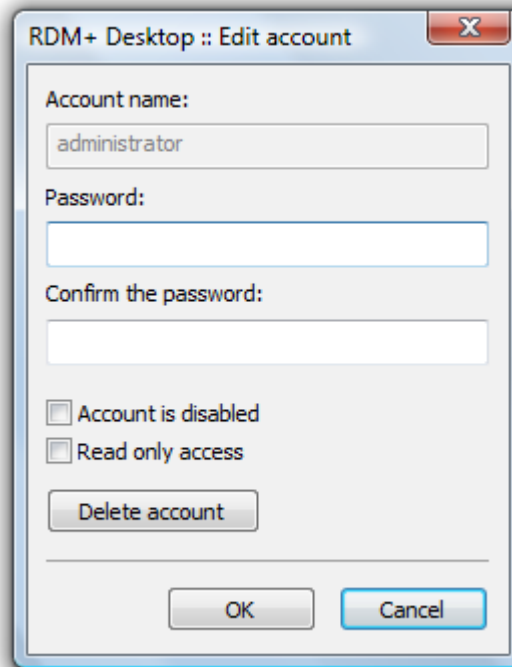 RDM+ Desktop :: Edit account
Account name:
administrator
Password:
Confirm the password:
Account is disabled
Read only access
Delete account
OK Cancel